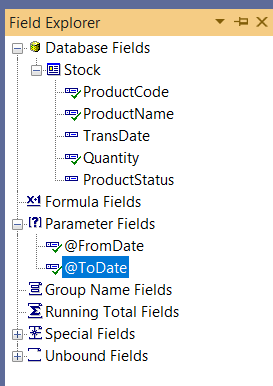 Field Explorer
Database Fields
Stock
ProductCode
ProductName
TransDate
Quantity
ProductStatus
Formula Fields
Parameter Fields
@FromDate
@ToDate
Group Name Fields
Running Total Fields
Special Fields
Unbound Fields